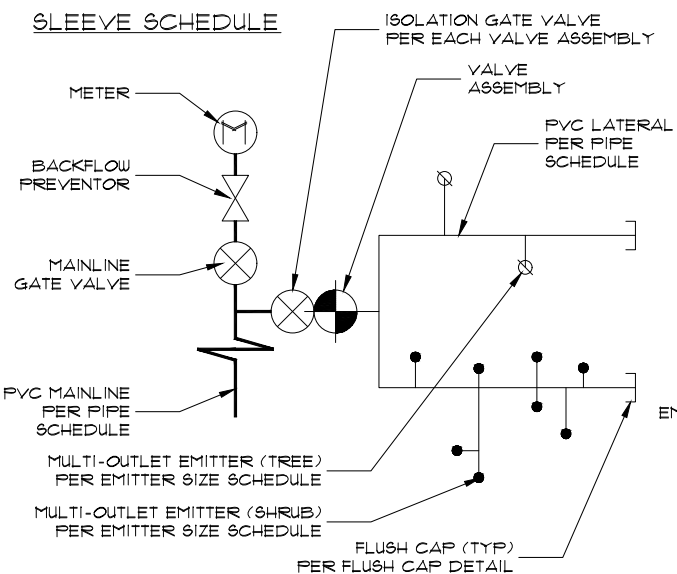 SLEEVE SCHEDULE
ISOLATION GATE VALVE
PER EACH VALVE ASSEMBLY
METER
VALVE
ASSEMBLY
PVC LATERAL
PER PIPE
SCHEDULE
BACKFLOW
PREVENTOR
M
MAINLINE
GATE VALVE
PVC MAINLINE
PER PIPE
SCHEDULE
MULTI-OUTLET EMITTER (TREE)
PER EMITTER SIZE SCHEDULE
MULTI-OUTLET EMITTER (SHRUB)
PER EMITTER SIZE SCHEDULE
FLUSH CAP (TYP)
PER FLUSH CAP DETAIL